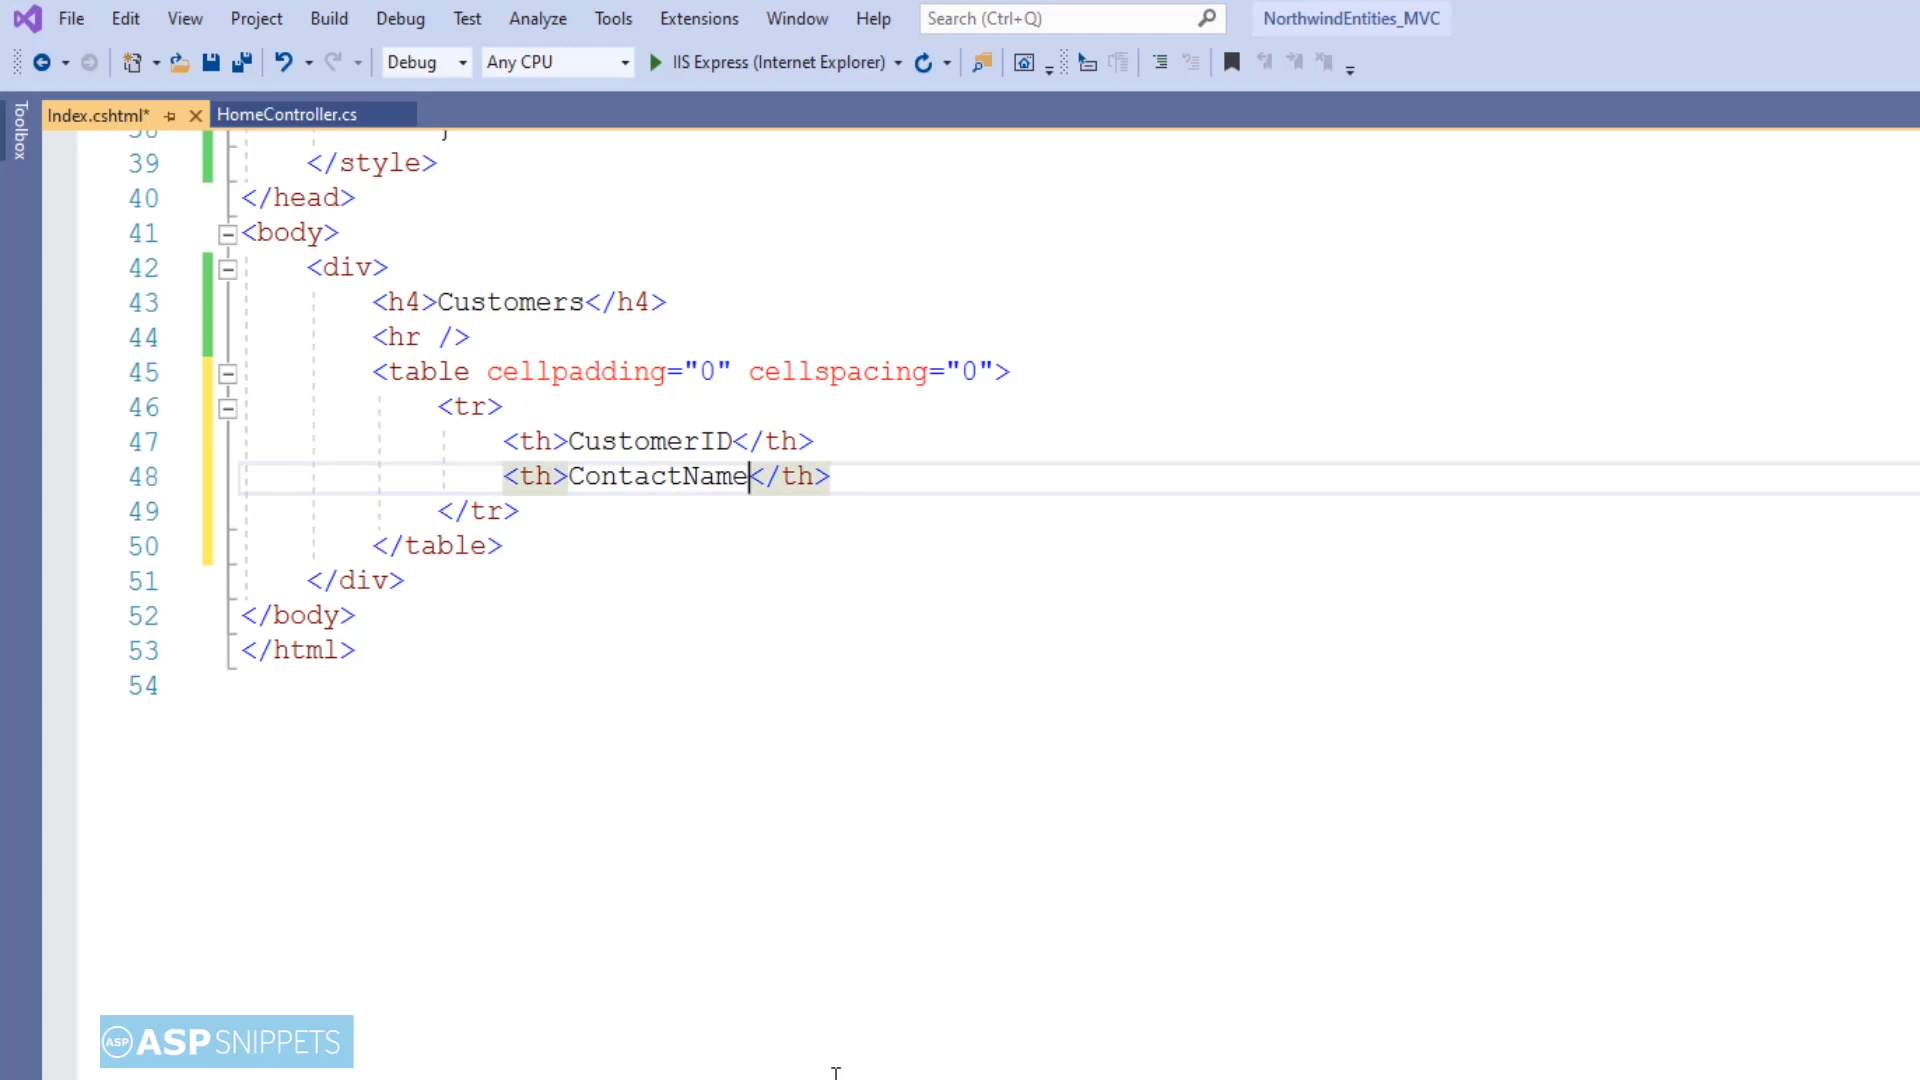 File Edit View Project Build Debug Test Analyze Tools Extensions Window Help Search (Ctrl+Q) NorthwindEntities_MVC
Debug Any CPU IIS Express (Internet Explorer)
Toolbox
Index.cshtml* HomeController.cs
39 </style>
40 </head>
41 <body>
42 <div>
43 <h4>Customers</h4>
44 <hr />
45 <table cellpadding="0" cellspacing="0">
46 <tr>
47 <th>CustomerID</th>
48 <th>ContactName</th>
49 </tr>
50 </table>
51 </div>
52 </body>
53 </html>
54
ASP ASPSNIPPETS